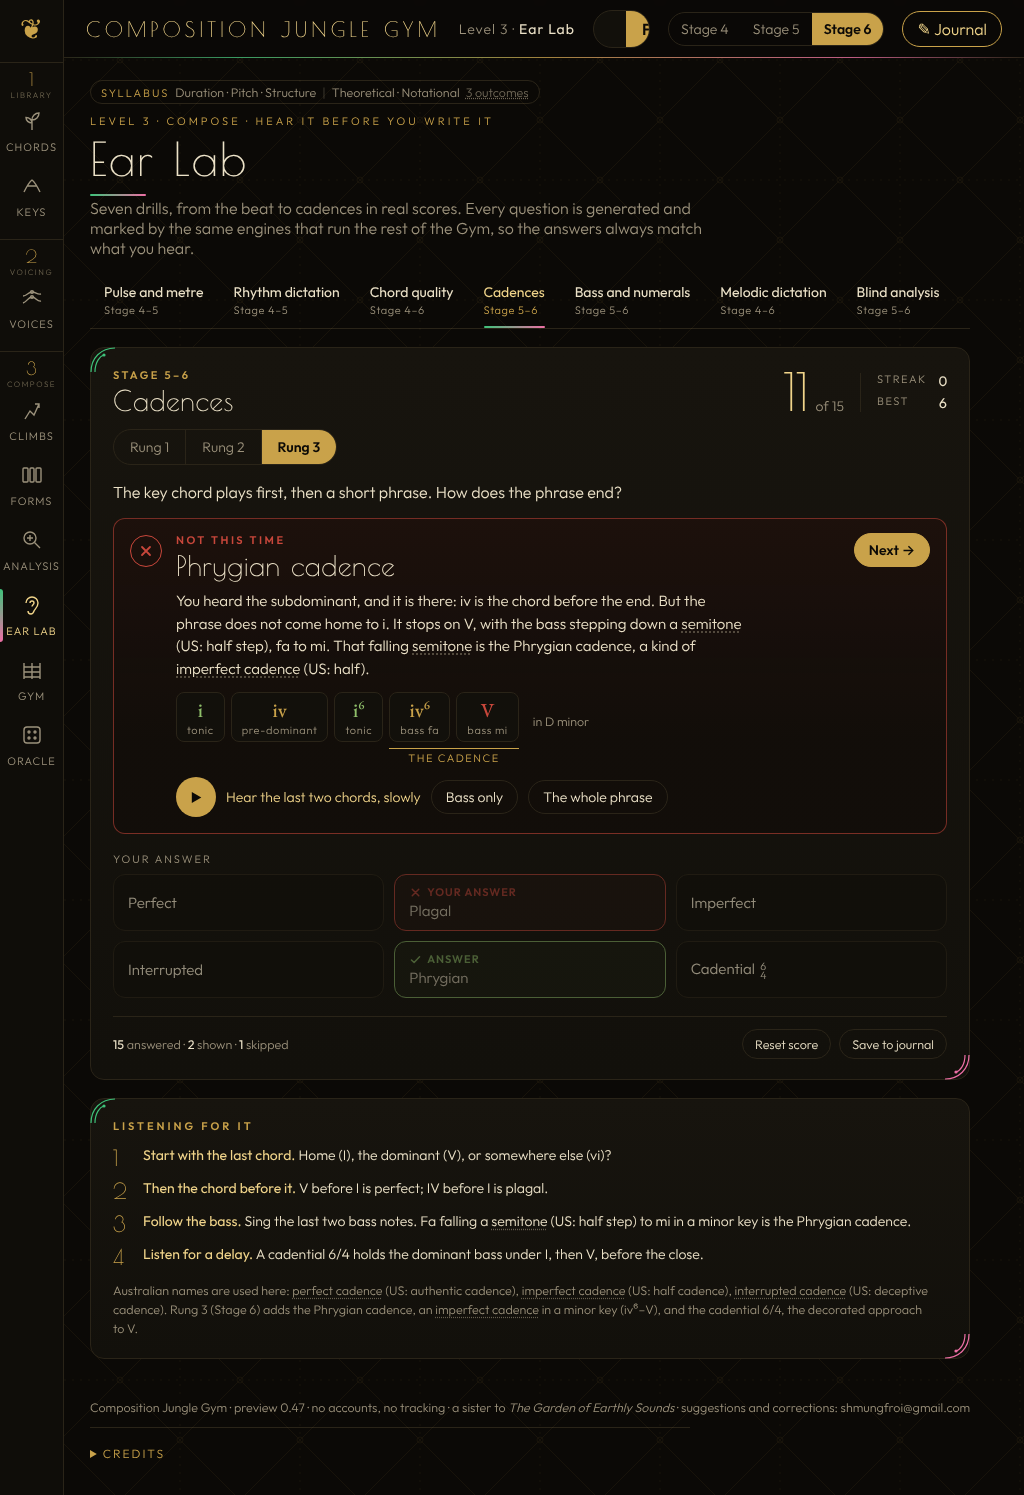 COMPOSITION JUNGLE GYM
Level 3 · Ear Lab
Stage 4
Stage 5
Stage 6
✎ Journal
1
LIBRARY
CHORDS
KEYS
2
VOICING
VOICES
3
COMPOSE
CLIMBS
FORMS
ANALYSIS
EAR LAB
GYM
ORACLE
SYLLABUS Duration · Pitch · Structure | Theoretical · Notational 3 outcomes
LEVEL 3 · COMPOSE · HEAR IT BEFORE YOU WRITE IT
Ear Lab
Seven drills, from the beat to cadences in real scores. Every question is generated and
marked by the same engines that run the rest of the Gym, so the answers always match
what you hear.
Pulse and metre
Stage 4–5
Rhythm dictation
Stage 4–5
Chord quality
Stage 4–6
Cadences
Stage 5–6
Bass and numerals
Stage 5–6
Melodic dictation
Stage 4–6
Blind analysis
Stage 5–6
STAGE 5–6
Cadences
11 of 15
STREAK 0
BEST 6
Rung 1
Rung 2
Rung 3
The key chord plays first, then a short phrase. How does the phrase end?
NOT THIS TIME
Phrygian cadence
Next →
You heard the subdominant, and it is there: iv is the chord before the end. But the
phrase does not come home to i. It stops on V, with the bass stepping down a semitone
(US: half step), fa to mi. That falling semitone is the Phrygian cadence, a kind of
imperfect cadence (US: half).
i
tonic
iv
pre-dominant
i⁶
tonic
iv⁶
bass fa
V
bass mi
in D minor
THE CADENCE
Hear the last two chords, slowly
Bass only
The whole phrase
YOUR ANSWER
Perfect
✕ YOUR ANSWER
Plagal
Imperfect
Interrupted
✓ ANSWER
Phrygian
Cadential 6
4
15 answered · 2 shown · 1 skipped
Reset score
Save to journal
LISTENING FOR IT
1 Start with the last chord. Home (I), the dominant (V), or somewhere else (vi)?
2 Then the chord before it. V before I is perfect; IV before I is plagal.
3 Follow the bass. Sing the last two bass notes. Fa falling a semitone (US: half step) to mi in a minor key is the Phrygian cadence.
4 Listen for a delay. A cadential 6/4 holds the dominant bass under I, then V, before the close.
Australian names are used here: perfect cadence (US: authentic cadence), imperfect cadence (US: half cadence), interrupted cadence (US: deceptive
cadence). Rung 3 (Stage 6) adds the Phrygian cadence, an imperfect cadence in a minor key (iv⁶–V), and the cadential 6/4, the decorated approach
to V.
Composition Jungle Gym · preview 0.47 · no accounts, no tracking · a sister to The Garden of Earthly Sounds · suggestions and corrections: shmungfroi@gmail.com
▶ CREDITS